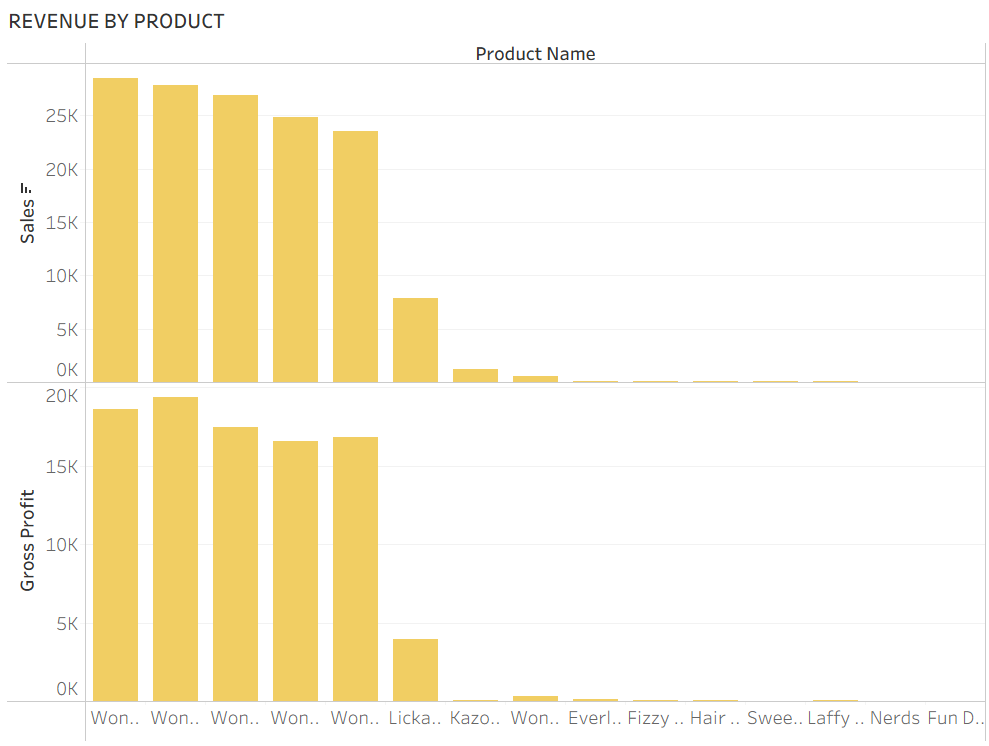 REVENUE BY PRODUCT
Product Name
25K
20K
15K
10K
5K
0K
Sales
20K
15K
10K
5K
0K
Gross Profit
Won.. Won.. Won.. Won.. Won.. Licka.. Kazo.. Won.. Everl.. Fizzy .. Hair .. Swee.. Laffy .. Nerds Fun D..